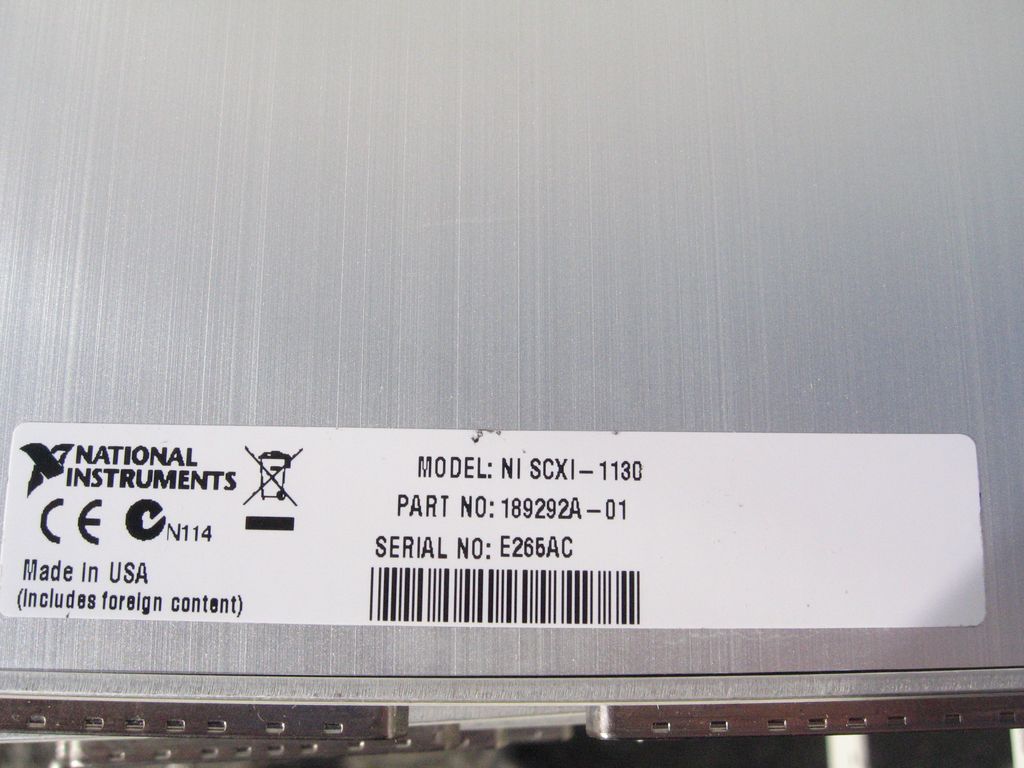 NATIONAL
INSTRUMENTS
CE N114
Made in USA
(Includes foreign content)
MODEL: NI SCXI-1130
PART NO: 189292A-01
SERIAL NO: E265AC